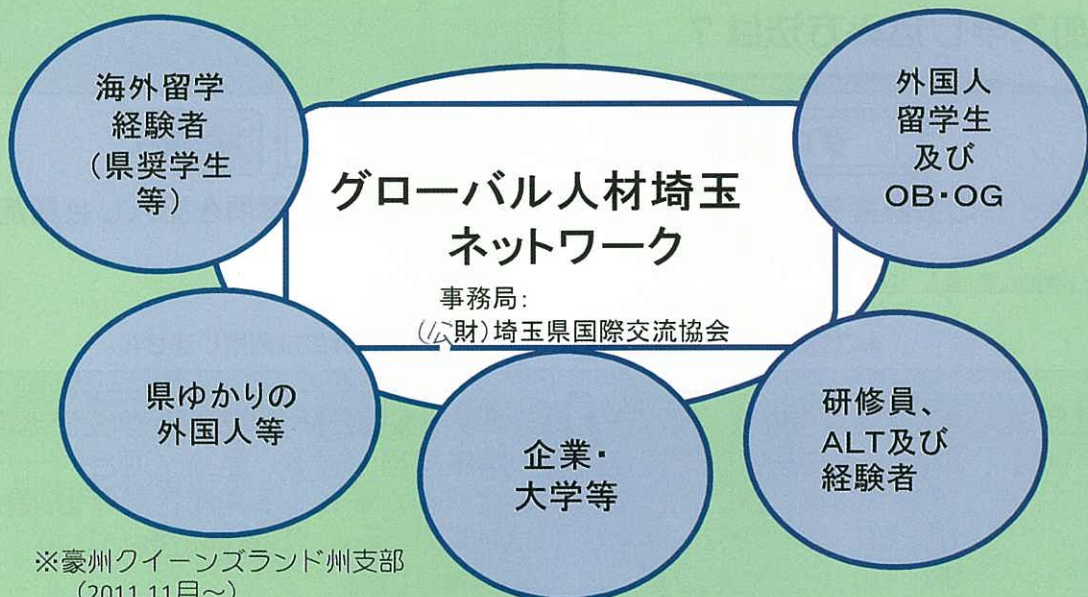 海外留学
経験者
(県奨学生
等)
外国人
留学生
及び
OB・OG
グローバル人材埼玉
ネットワーク
事務局:
(公財)埼玉県国際交流協会
県ゆかりの
外国人等
企業・
大学等
研修員、
ALT及び
経験者
※豪州クイーンズランド州支部
(2011.11月~)